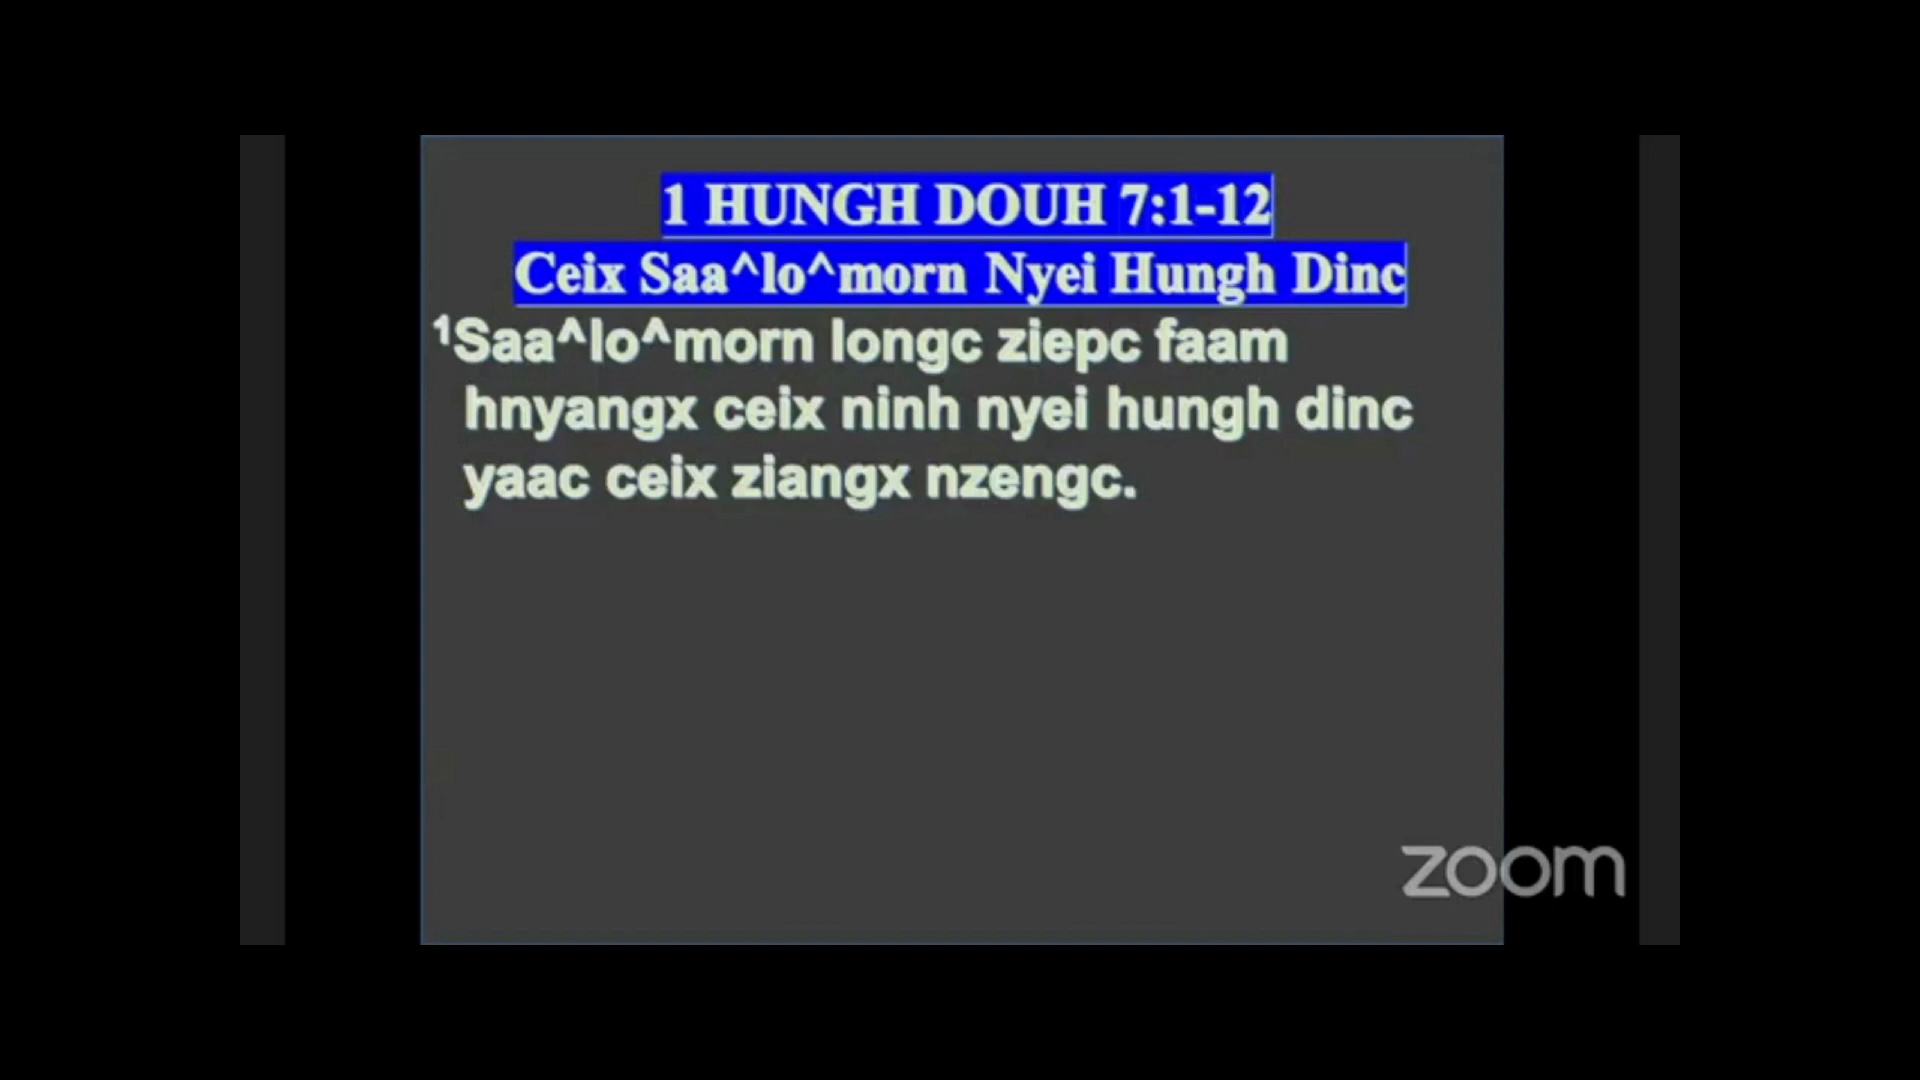 1 HUNGH DOUH 7:1-12
Ceix Saa^lo^morn Nyei Hungh Dinc
¹Saa^lo^morn longc ziepc faam
hnyangx ceix ninh nyei hungh dinc
yaac ceix ziangx nzengc.
zoom